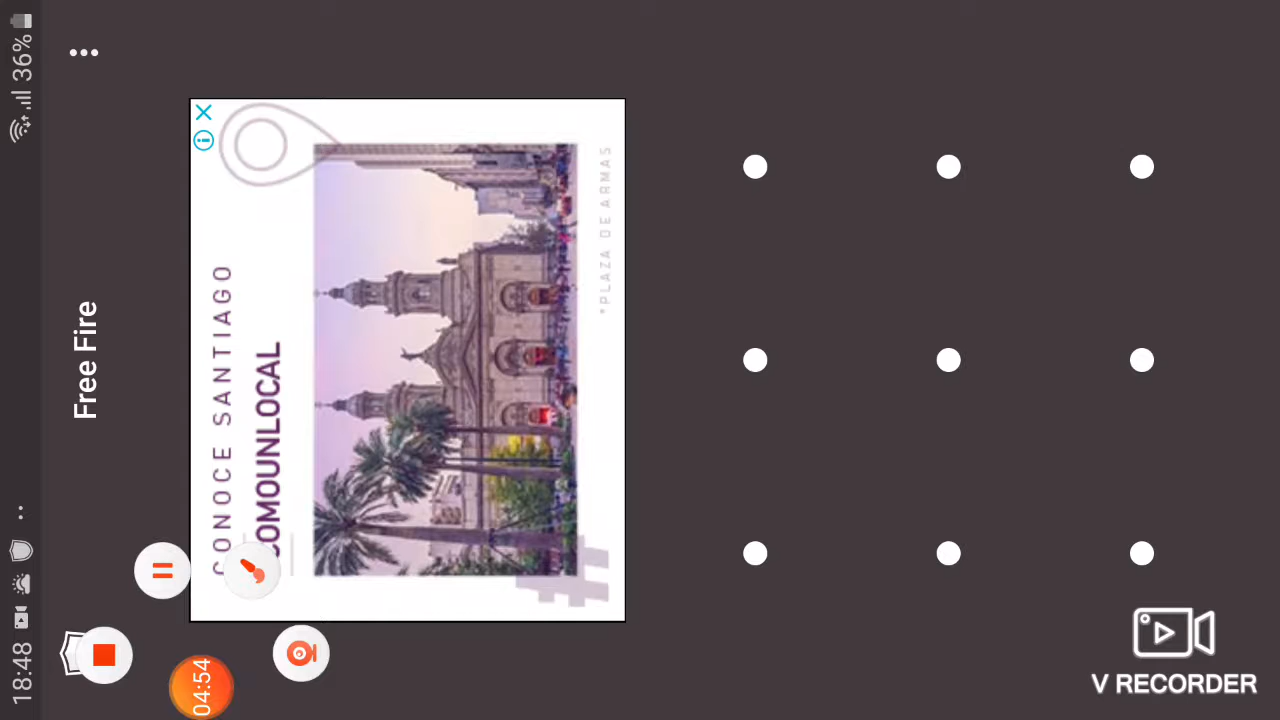 18:48
36%
Free Fire
CONOCE SANTIAGO
COMOUNLOCAL
*PLAZA DE ARMAS
#
04:54
V RECORDER